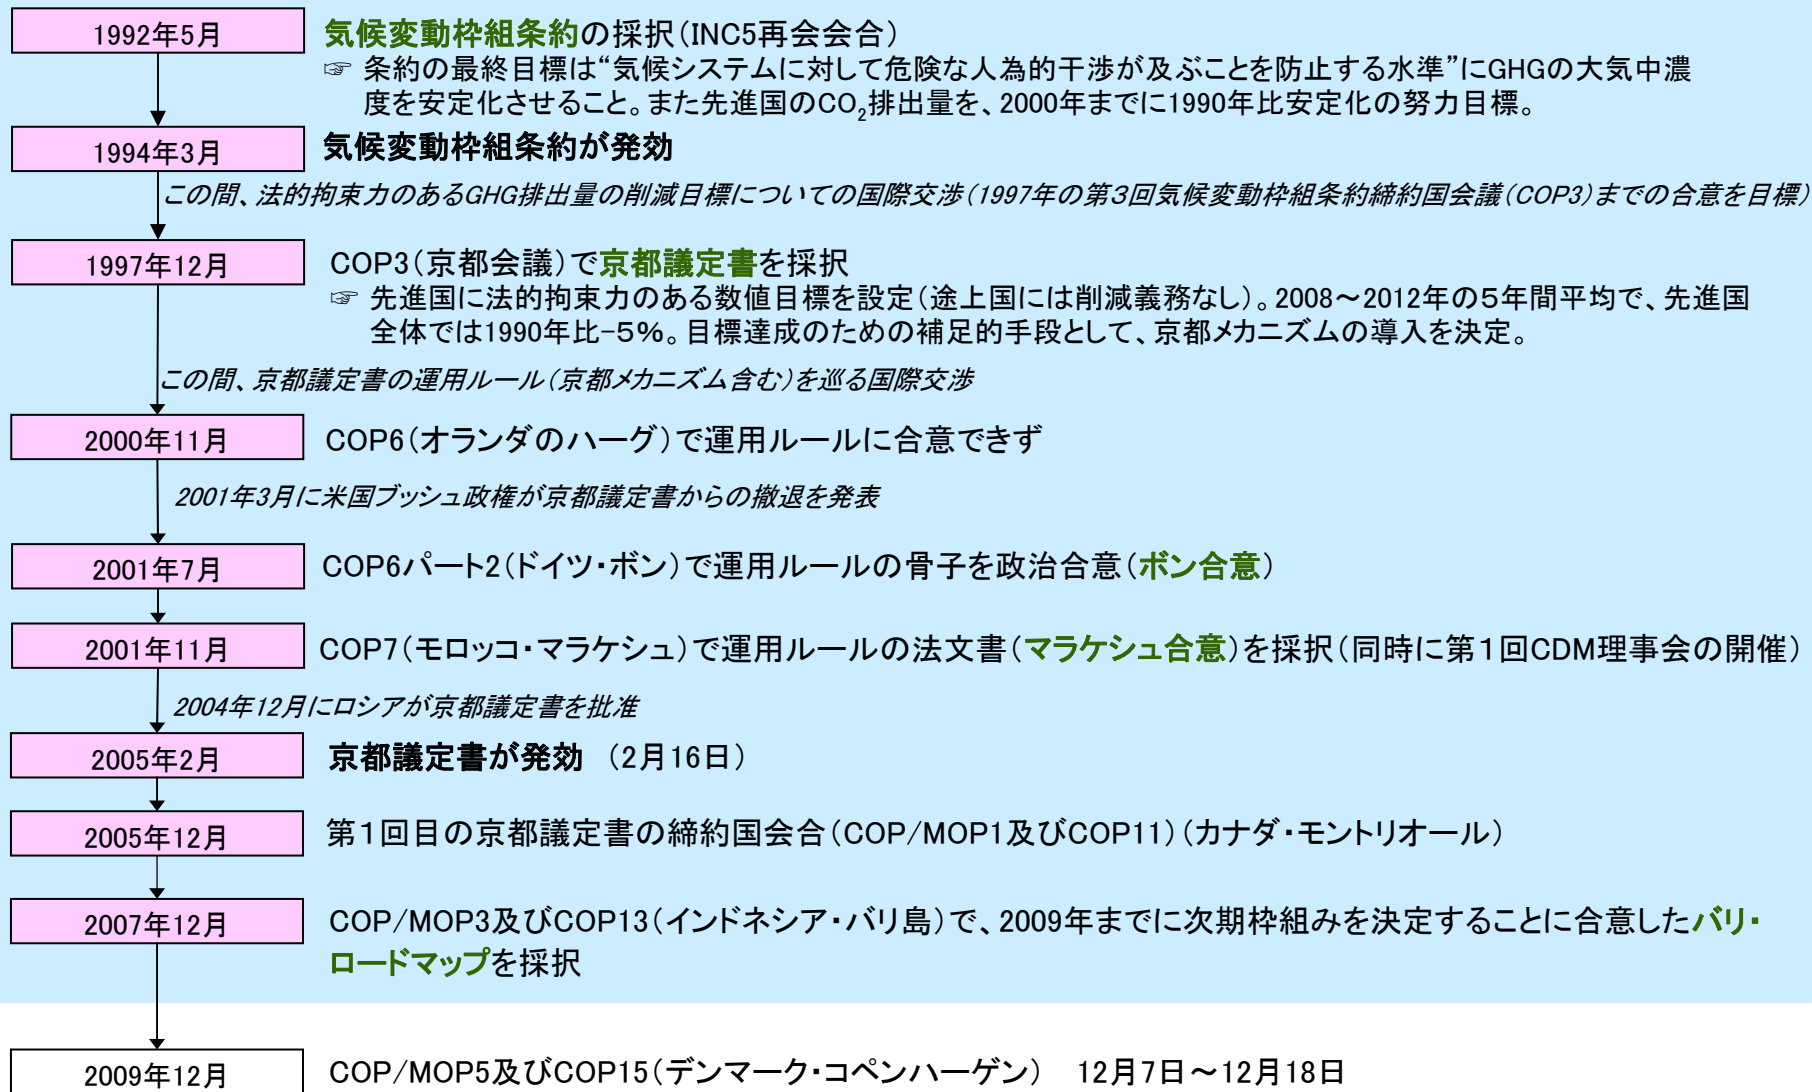 1992年5月
気候変動枠組条約の採択（INC5再会会合）
☞ 条約の最終目標は“気候システムに対して危険な人為的干渉が及ぶことを防止する水準”にGHGの大気中濃
度を安定化させること。また先進国のCO₂排出量を、2000年までに1990年比安定化の努力目標。
1994年3月
気候変動枠組条約が発効
この間、法的拘束力のあるGHG排出量の削減目標についての国際交渉（1997年の第３回気候変動枠組条約締約国会議（COP3）までの合意を目標）
1997年12月
COP3（京都会議）で京都議定書を採択
☞ 先進国に法的拘束力のある数値目標を設定（途上国には削減義務なし）。2008～2012年の５年間平均で、先進国
全体では1990年比-５％。目標達成のための補足的手段として、京都メカニズムの導入を決定。
この間、京都議定書の運用ルール（京都メカニズム含む）を巡る国際交渉
2000年11月
COP6（オランダのハーグ）で運用ルールに合意できず
2001年3月に米国ブッシュ政権が京都議定書からの撤退を発表
2001年7月
COP6パート2（ドイツ・ボン）で運用ルールの骨子を政治合意（ボン合意）
2001年11月
COP7（モロッコ・マラケシュ）で運用ルールの法文書（マラケシュ合意）を採択（同時に第１回CDM理事会の開催）
2004年12月にロシアが京都議定書を批准
2005年2月
京都議定書が発効 （2月16日）
2005年12月
第１回目の京都議定書の締約国会合（COP/MOP1及びCOP11）（カナダ・モントリオール）
2007年12月
COP/MOP3及びCOP13（インドネシア・バリ島）で、2009年までに次期枠組みを決定することに合意したバリ・
ロードマップを採択
2009年12月
COP/MOP5及びCOP15（デンマーク・コペンハーゲン） 12月7日～12月18日